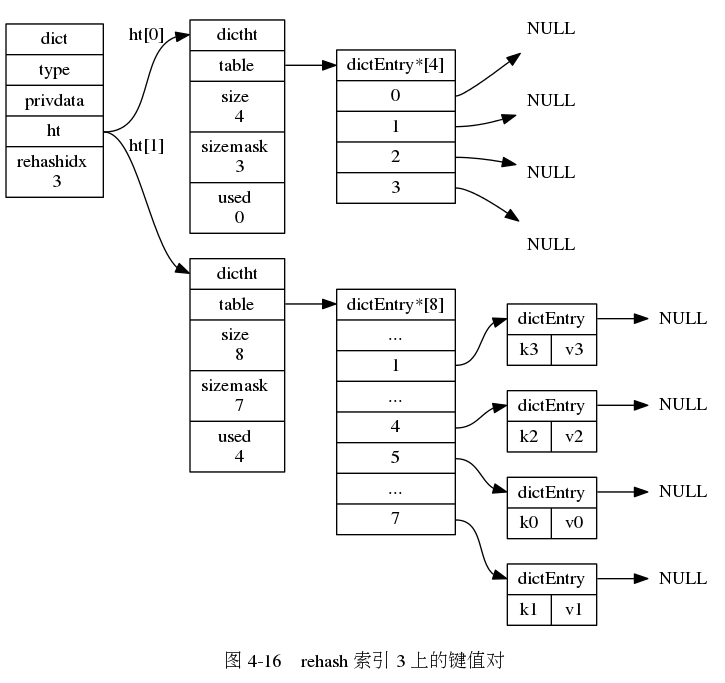 dict
type
privdata
ht
rehashidx
3
ht[0]
ht[1]
dictht
table
size
4
sizemask
3
used
0
dictEntry*[4]
0
1
2
3
NULL
NULL
NULL
NULL
dictht
table
size
8
sizemask
7
used
4
dictEntry*[8]
...
1
...
4
5
...
7
dictEntry
k3 v3
NULL
dictEntry
k2 v2
NULL
dictEntry
k0 v0
NULL
dictEntry
k1 v1
NULL
图 4-16 rehash 索引 3 上的键值对